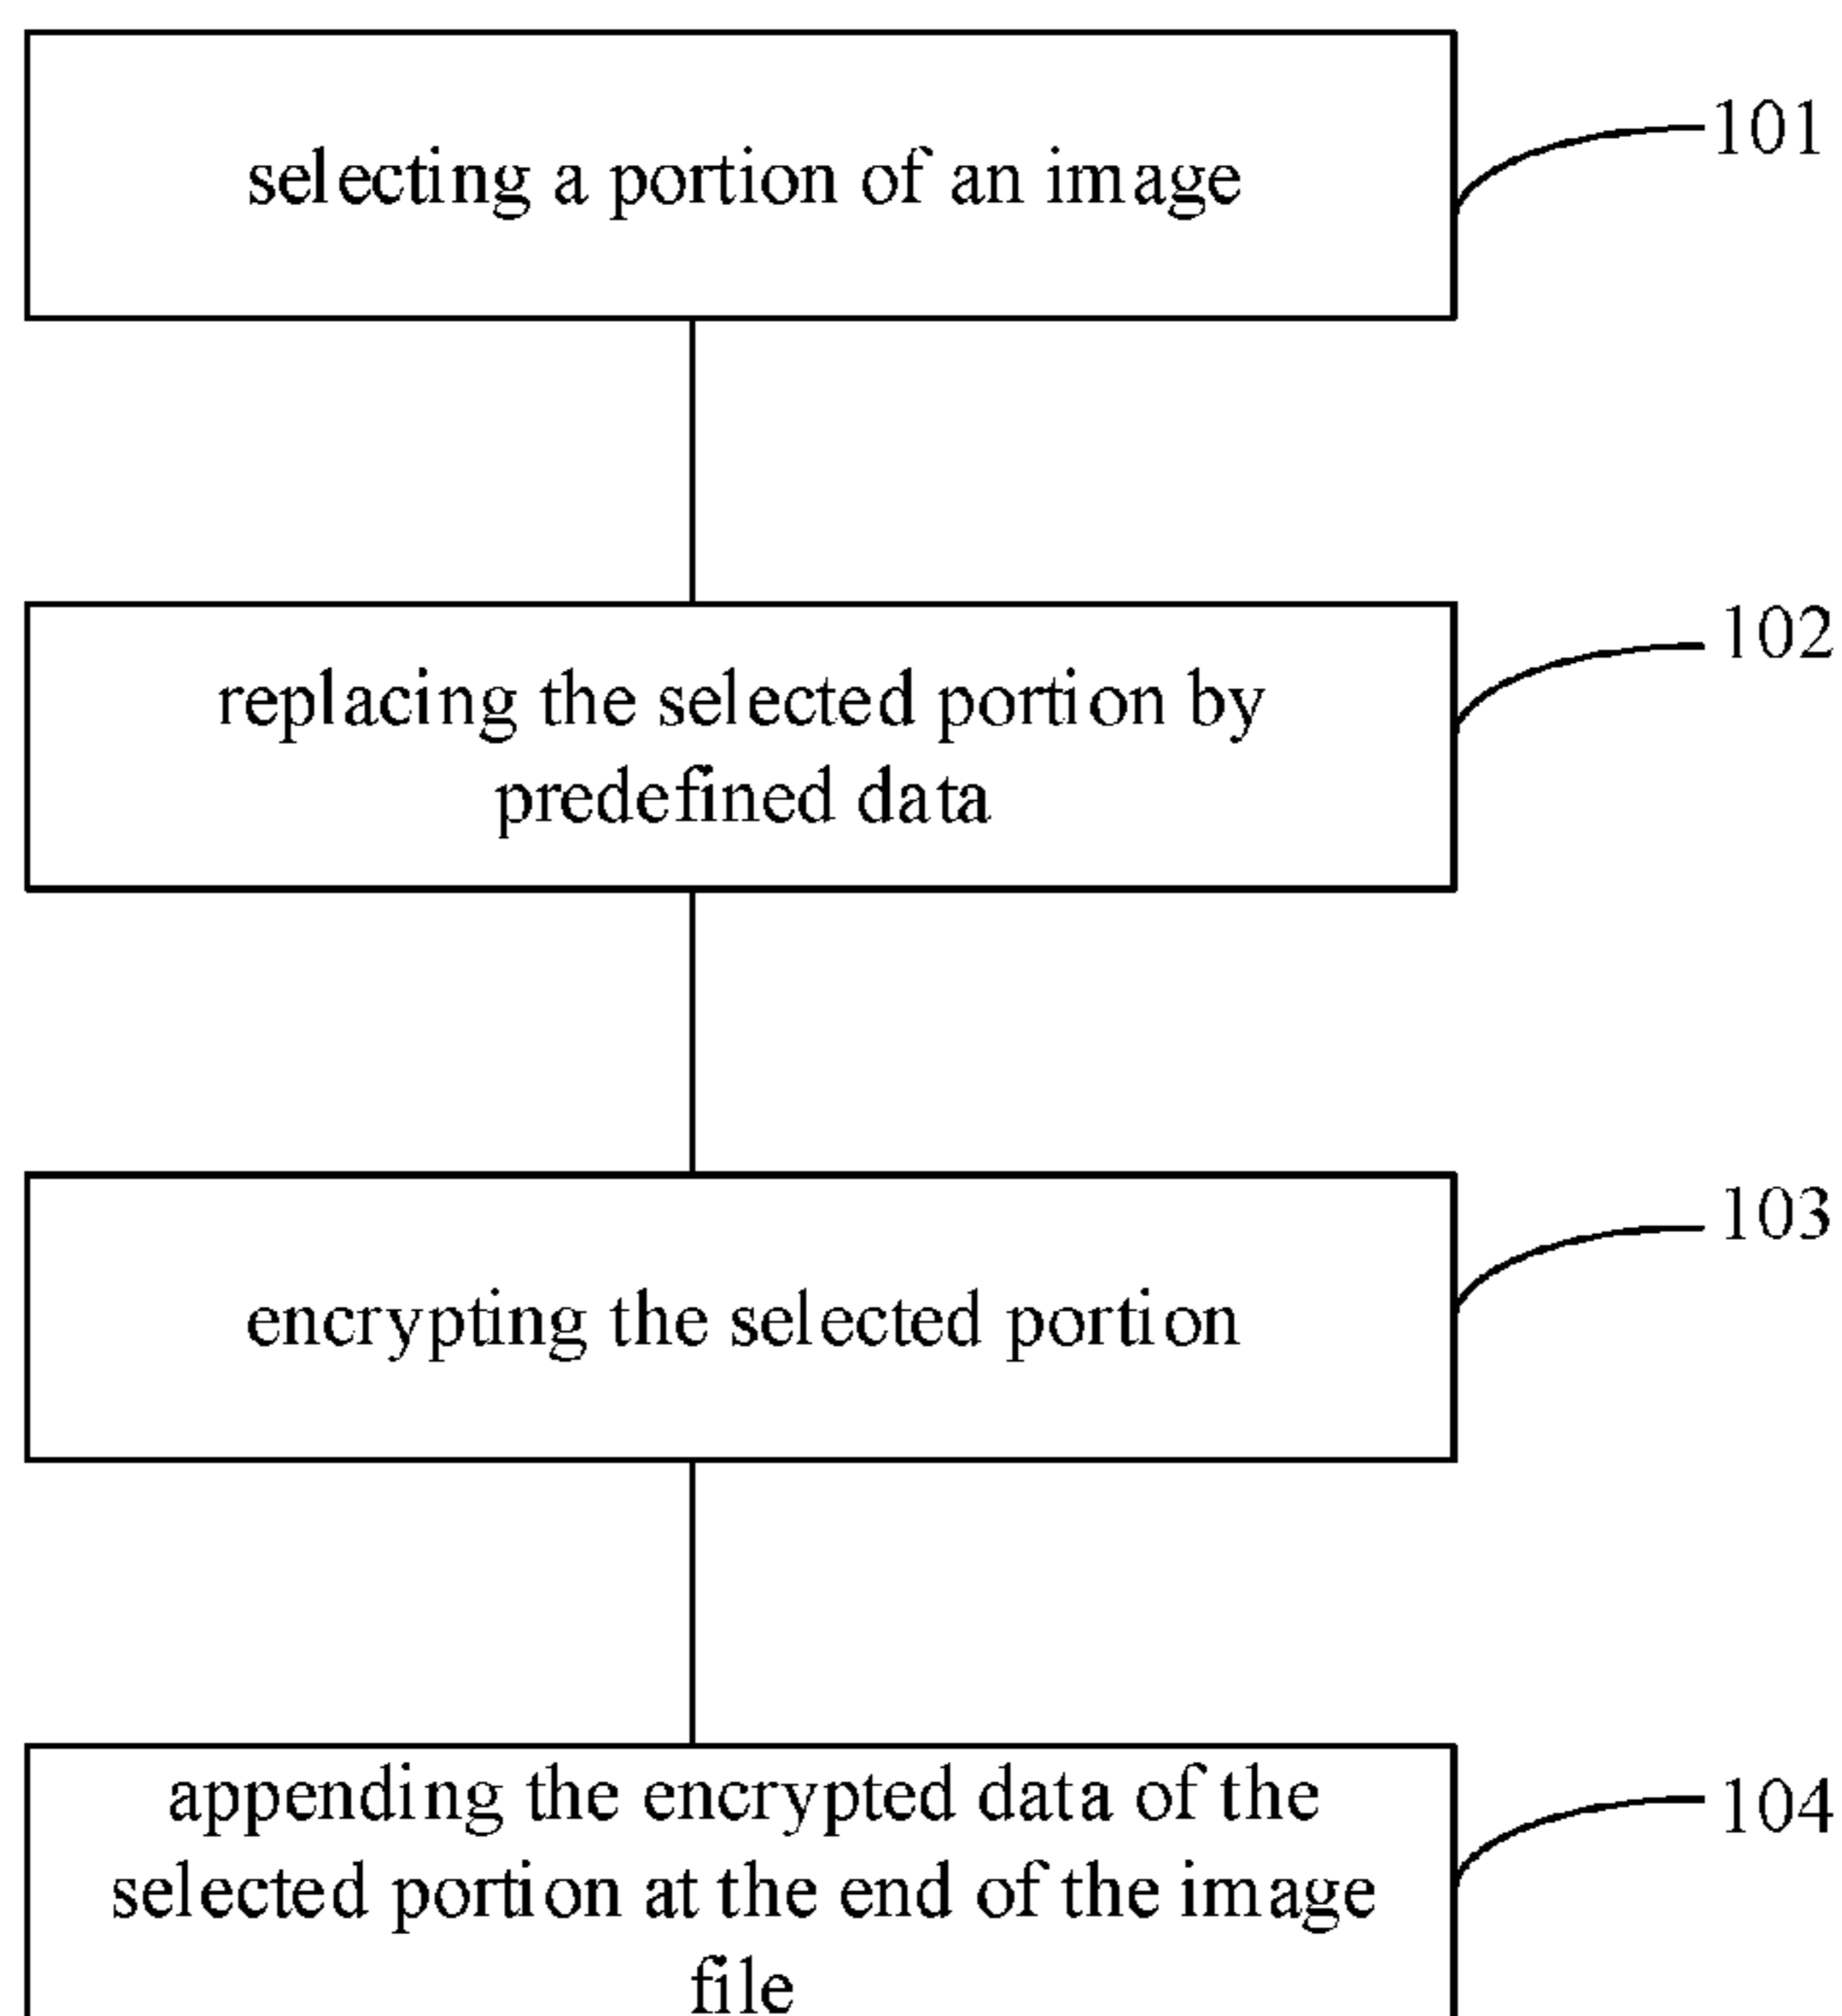 selecting a portion of an image
101
replacing the selected portion by
predefined data
102
encrypting the selected portion
103
appending the encrypted data of the
selected portion at the end of the image
file
104